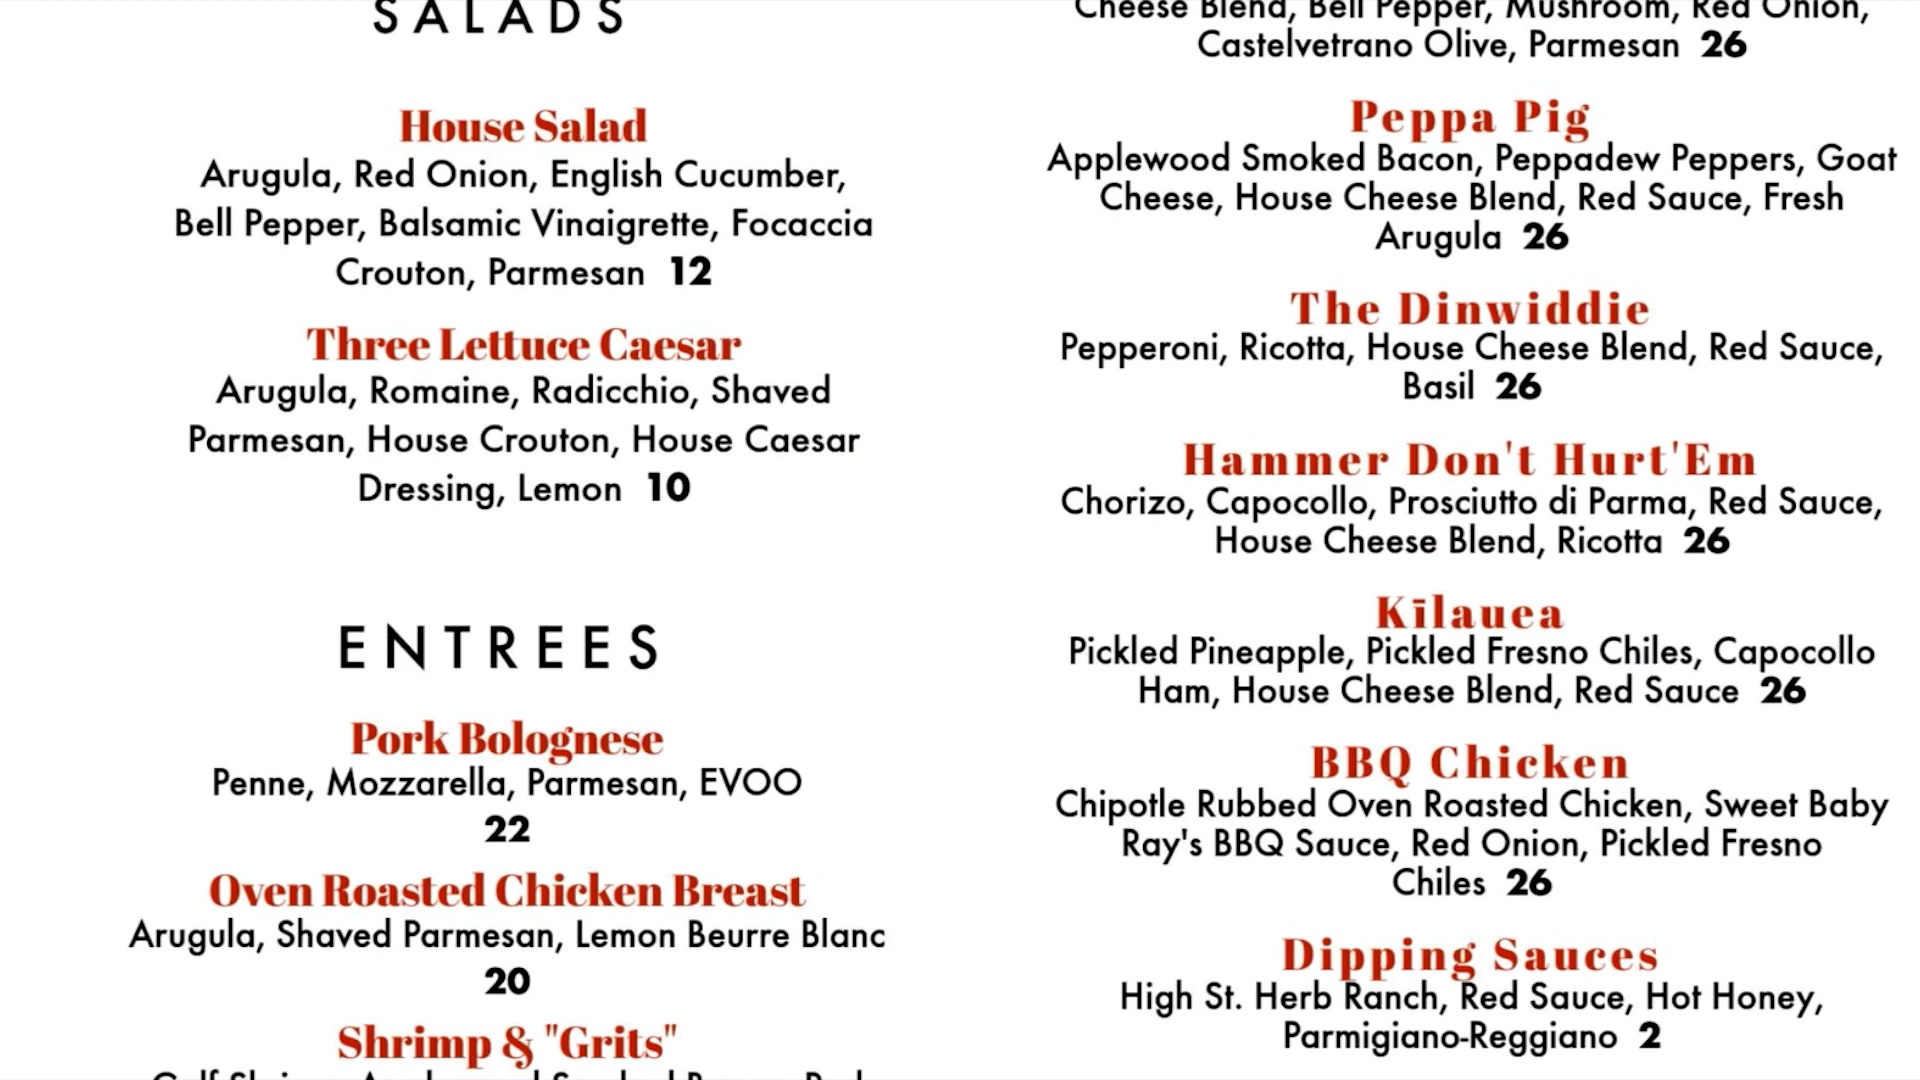 SALADS
House Salad
Arugula, Red Onion, English Cucumber,
Bell Pepper, Balsamic Vinaigrette, Focaccia
Crouton, Parmesan 12
Three Lettuce Caesar
Arugula, Romaine, Radicchio, Shaved
Parmesan, House Crouton, House Caesar
Dressing, Lemon 10
ENTREES
Pork Bolognese
Penne, Mozzarella, Parmesan, EVOO
22
Oven Roasted Chicken Breast
Arugula, Shaved Parmesan, Lemon Beurre Blanc
20
Shrimp & "Grits"
Cheese Blend, Bell Pepper, Mushroom, Red Onion,
Castelvetrano Olive, Parmesan 26
Peppa Pig
Applewood Smoked Bacon, Peppadew Peppers, Goat
Cheese, House Cheese Blend, Red Sauce, Fresh
Arugula 26
The Dinwiddie
Pepperoni, Ricotta, House Cheese Blend, Red Sauce,
Basil 26
Hammer Don't Hurt'Em
Chorizo, Capocollo, Prosciutto di Parma, Red Sauce,
House Cheese Blend, Ricotta 26
Kīlauea
Pickled Pineapple, Pickled Fresno Chiles, Capocollo
Ham, House Cheese Blend, Red Sauce 26
BBQ Chicken
Chipotle Rubbed Oven Roasted Chicken, Sweet Baby
Ray's BBQ Sauce, Red Onion, Pickled Fresno
Chiles 26
Dipping Sauces
High St. Herb Ranch, Red Sauce, Hot Honey,
Parmigiano-Reggiano 2